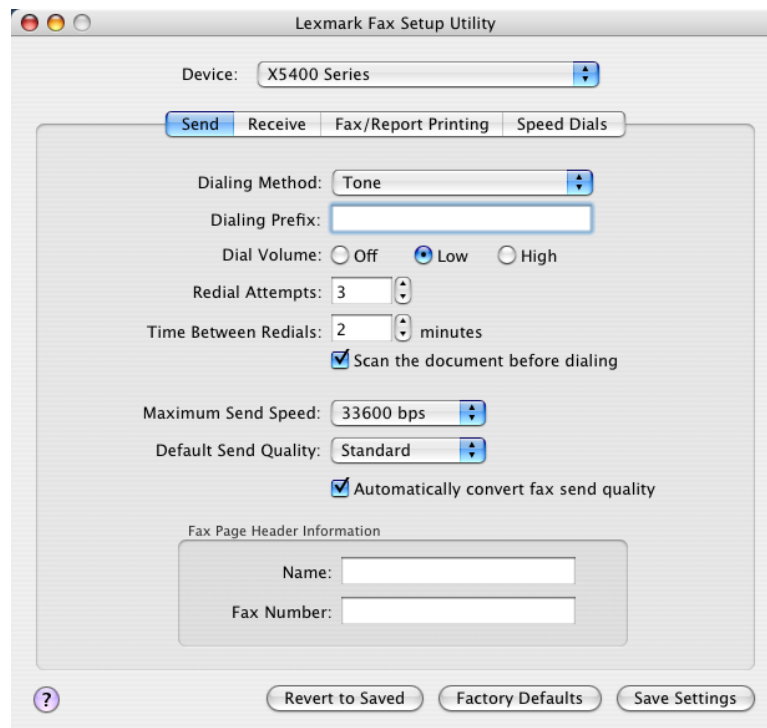 Lexmark Fax Setup Utility
Device: X5400 Series
Send Receive Fax/Report Printing Speed Dials
Dialing Method: Tone
Dialing Prefix:
Dial Volume: Off Low High
Redial Attempts: 3
Time Between Redials: 2 minutes
Scan the document before dialing
Maximum Send Speed: 33600 bps
Default Send Quality: Standard
Automatically convert fax send quality
Fax Page Header Information
Name:
Fax Number:
? Revert to Saved Factory Defaults Save Settings